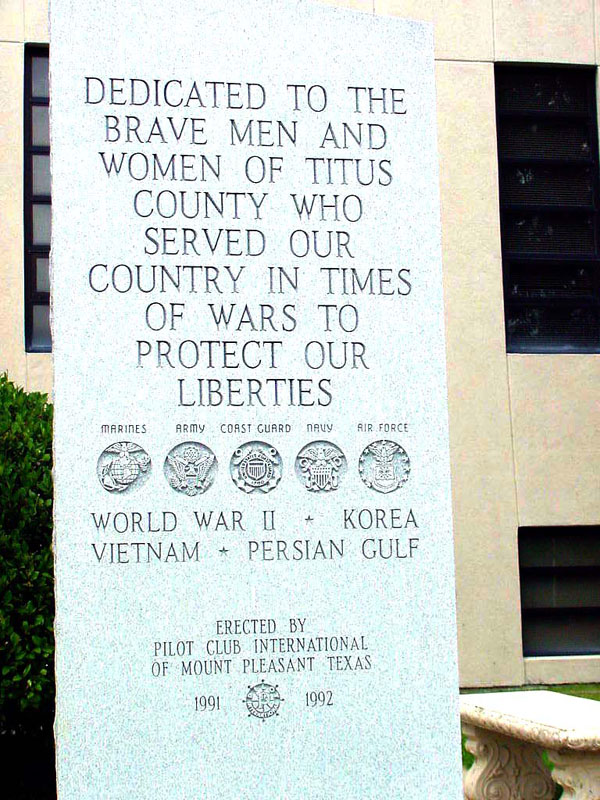 DEDICATED TO THE
BRAVE MEN AND
WOMEN OF TITUS
COUNTY WHO
SERVED OUR
COUNTRY IN TIMES
OF WARS TO
PROTECT OUR
LIBERTIES
MARINES ARMY COAST GUARD NAVY AIR FORCE
WORLD WAR II * KOREA
VIETNAM * PERSIAN GULF
ERECTED BY
PILOT CLUB INTERNATIONAL
OF MOUNT PLEASANT TEXAS
1991 1992